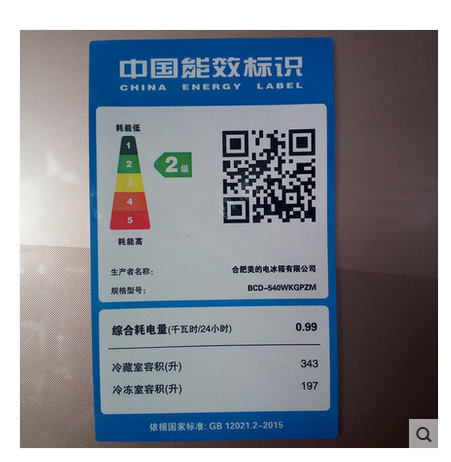 中国能效标识
CHINA ENERGY LABEL
耗能低
1
2
3
4
5
2级
耗能高
生产者名称:
合肥美的电冰箱有限公司
规格型号:
BCD-540WKGPZM
综合耗电量(千瓦时/24小时) 0.99
冷藏室容积(升) 343
冷冻室容积(升) 197
依据国家标准: GB 12021.2-2015